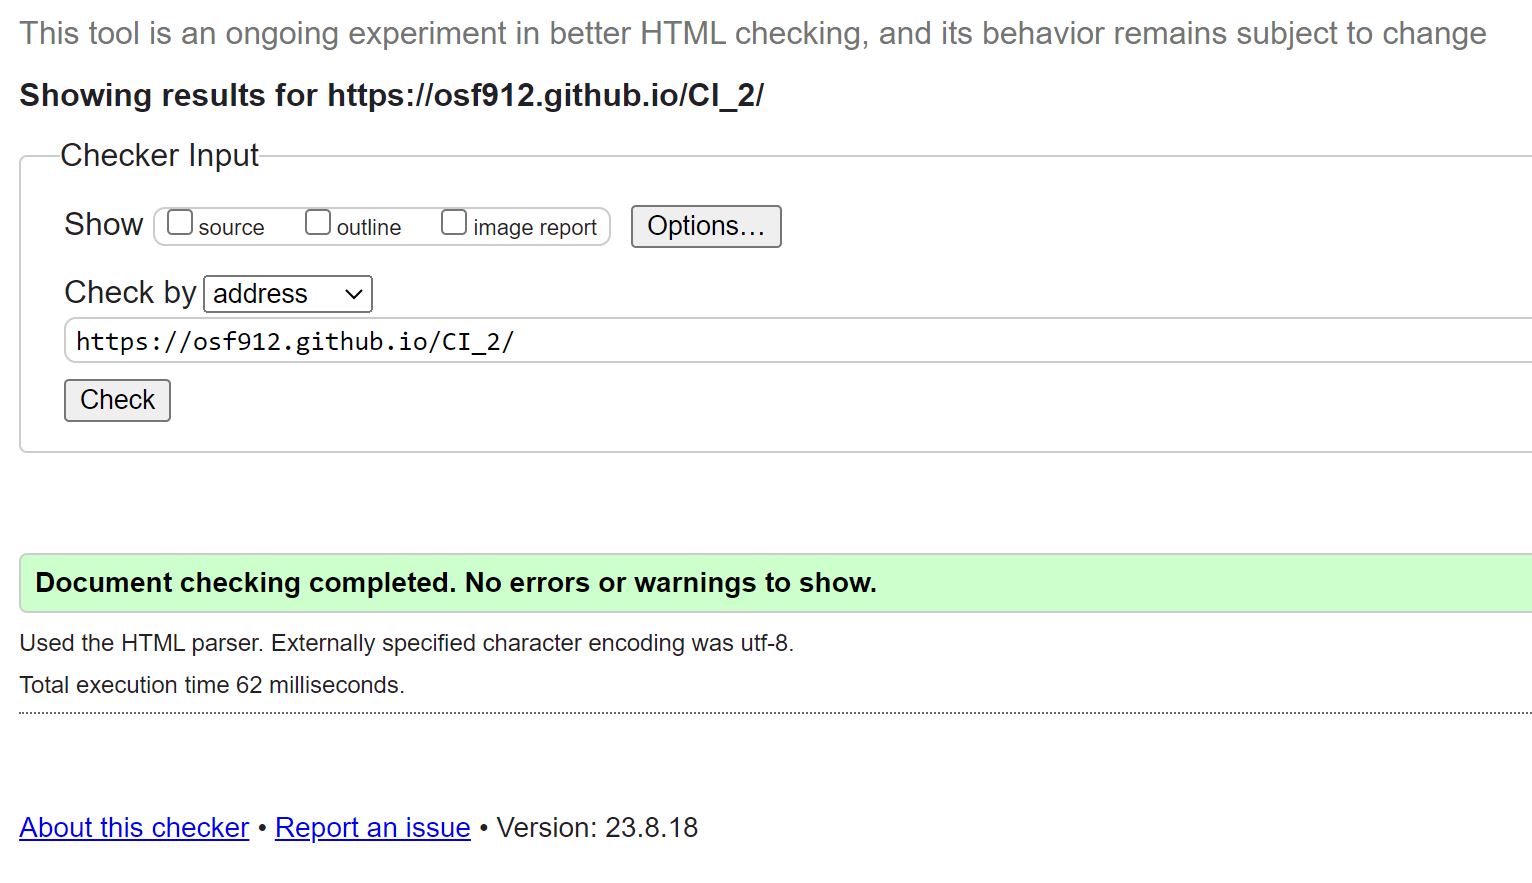 This tool is an ongoing experiment in better HTML checking, and its behavior remains subject to change
Showing results for https://osf912.github.io/CI_2/
Checker Input
Show source outline image report Options...
Check by address
https://osf912.github.io/CI_2/
Check
Document checking completed. No errors or warnings to show.
Used the HTML parser. Externally specified character encoding was utf-8.
Total execution time 62 milliseconds.
About this checker • Report an issue • Version: 23.8.18